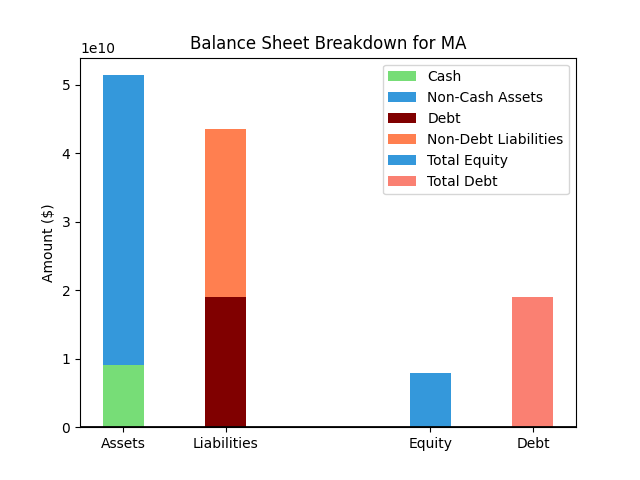 Balance Sheet Breakdown for MA
1e10
Cash
Non-Cash Assets
Debt
Non-Debt Liabilities
Total Equity
Total Debt
Amount ($)
5
4
3
2
1
0
Assets Liabilities Equity Debt